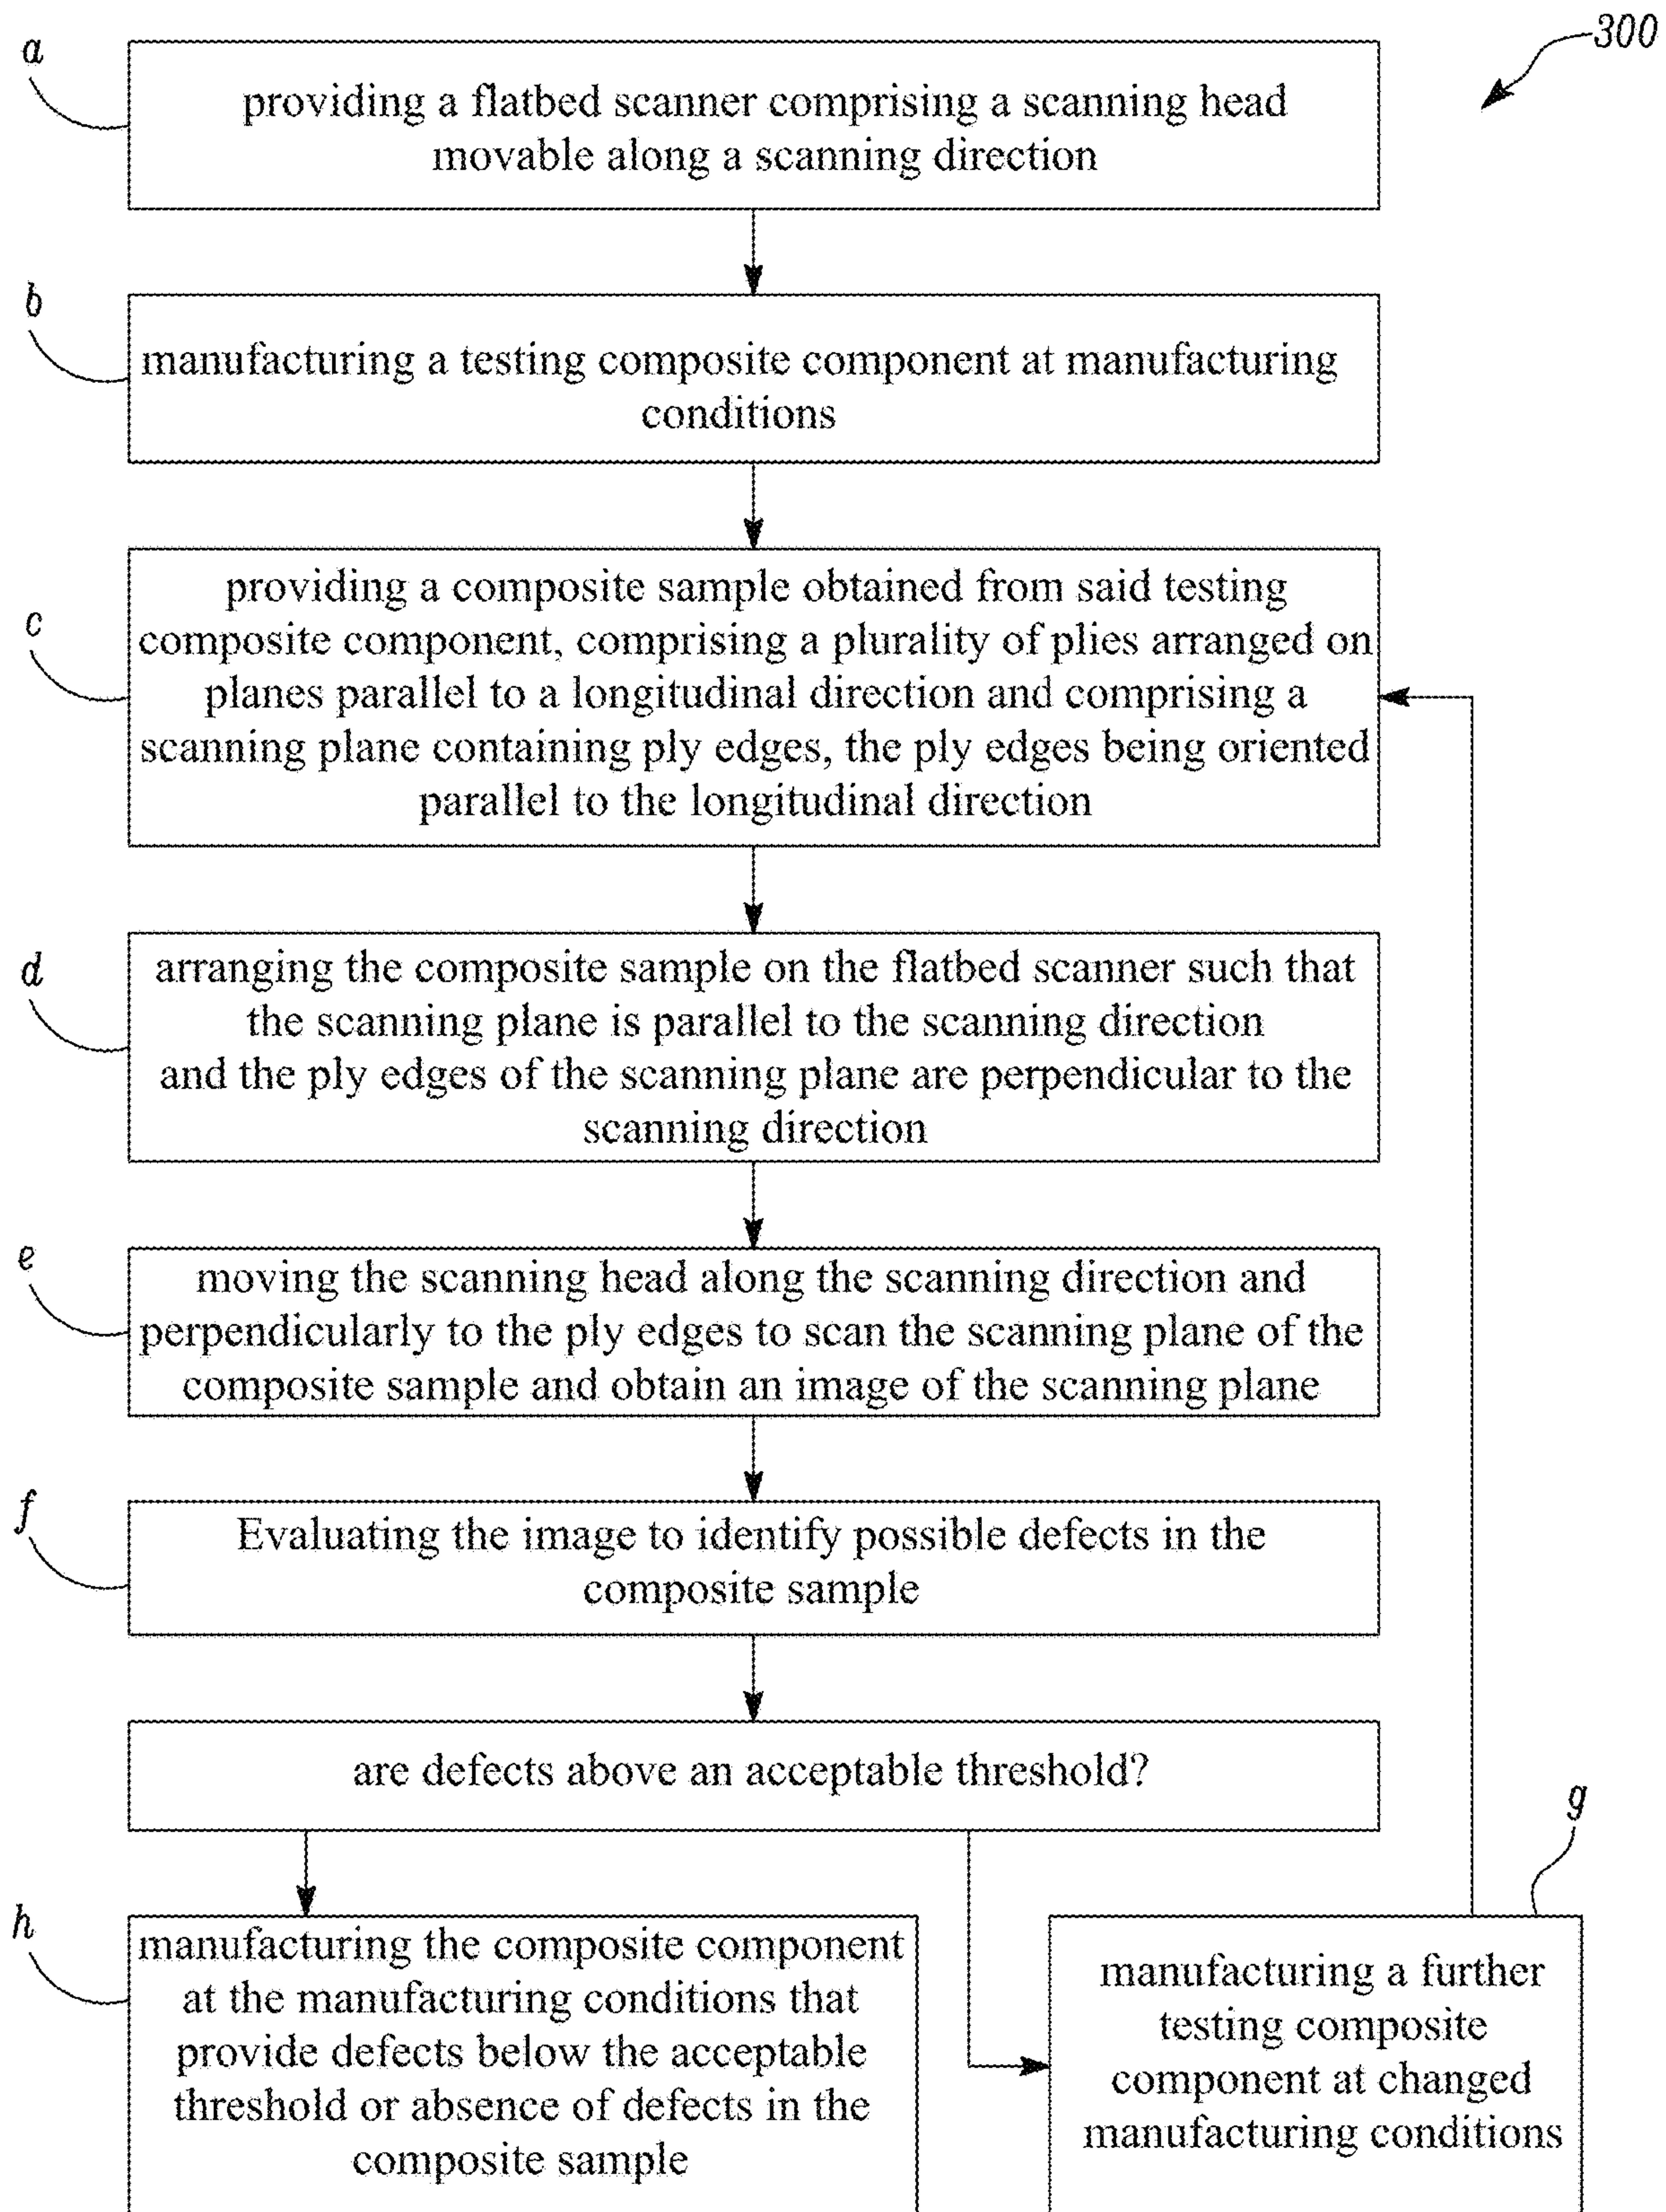 300
a
providing a flatbed scanner comprising a scanning head
movable along a scanning direction
b
manufacturing a testing composite component at manufacturing
conditions
c
providing a composite sample obtained from said testing
composite component, comprising a plurality of plies arranged on
planes parallel to a longitudinal direction and comprising a
scanning plane containing ply edges, the ply edges being oriented
parallel to the longitudinal direction
d
arranging the composite sample on the flatbed scanner such that
the scanning plane is parallel to the scanning direction
and the ply edges of the scanning plane are perpendicular to the
scanning direction
e
moving the scanning head along the scanning direction and
perpendicularly to the ply edges to scan the scanning plane of the
composite sample and obtain an image of the scanning plane
f
Evaluating the image to identify possible defects in the
composite sample
are defects above an acceptable threshold?
h
manufacturing the composite component
at the manufacturing conditions that
provide defects below the acceptable
threshold or absence of defects in the
composite sample
g
manufacturing a further
testing composite
component at changed
manufacturing conditions